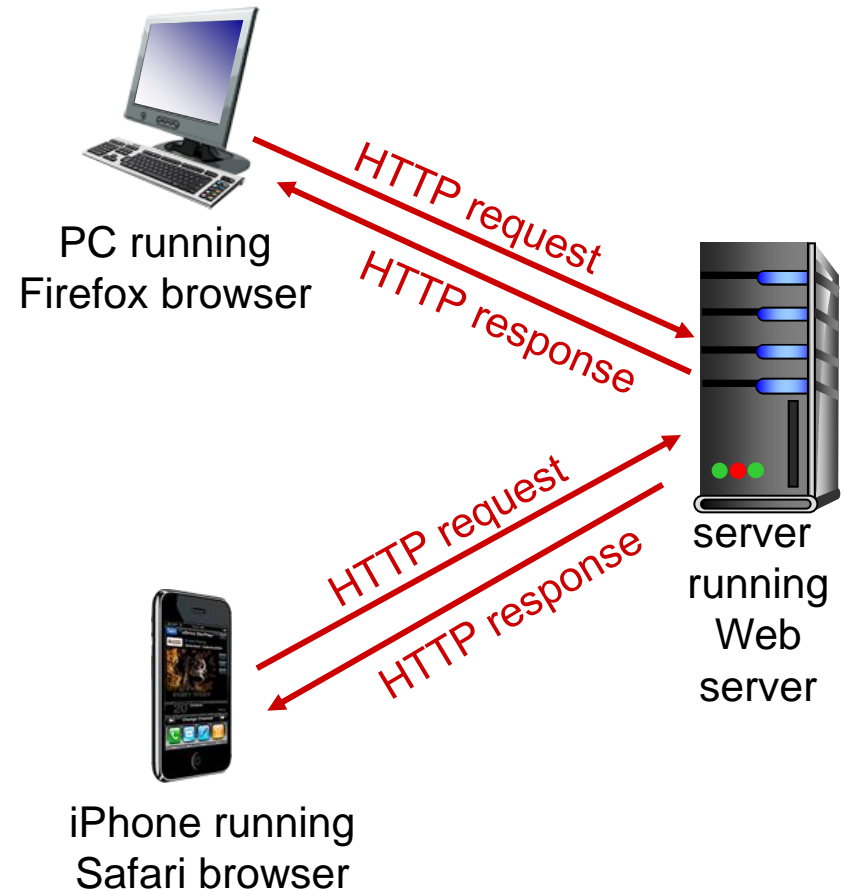 HTTP request
HTTP response
PC running
Firefox browser
HTTP request
HTTP response
server
running
Web
server
iPhone running
Safari browser